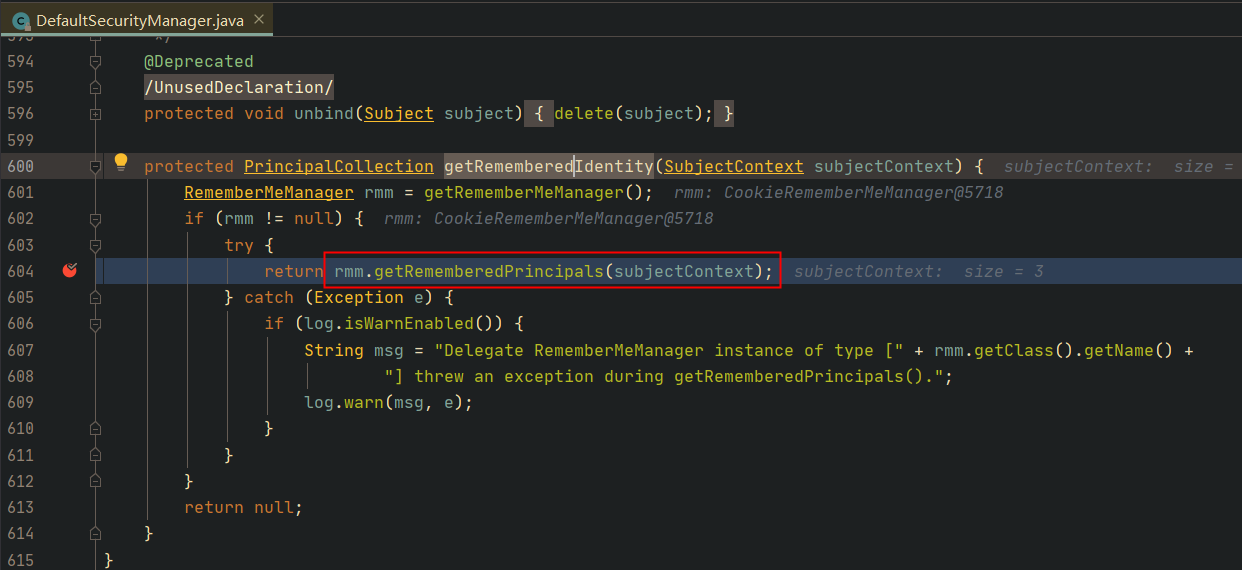 DefaultSecurityManager.java
593 */
594 @Deprecated
595 /UnusedDeclaration/
596 protected void unbind(Subject subject) { delete(subject); }
599
600 protected PrincipalCollection getRememberedIdentity(SubjectContext subjectContext) { subjectContext: size =
601 RememberMeManager rmm = getRememberMeManager(); rmm: CookieRememberMeManager@5718
602 if (rmm != null) { rmm: CookieRememberMeManager@5718
603 try {
604 return rmm.getRememberedPrincipals(subjectContext); subjectContext: size = 3
605 } catch (Exception e) {
606 if (log.isWarnEnabled()) {
607 String msg = "Delegate RememberMeManager instance of type [" + rmm.getClass().getName() +
608 "] threw an exception during getRememberedPrincipals().";
609 log.warn(msg, e);
610 }
611 }
612 }
613 return null;
614 }
615 }